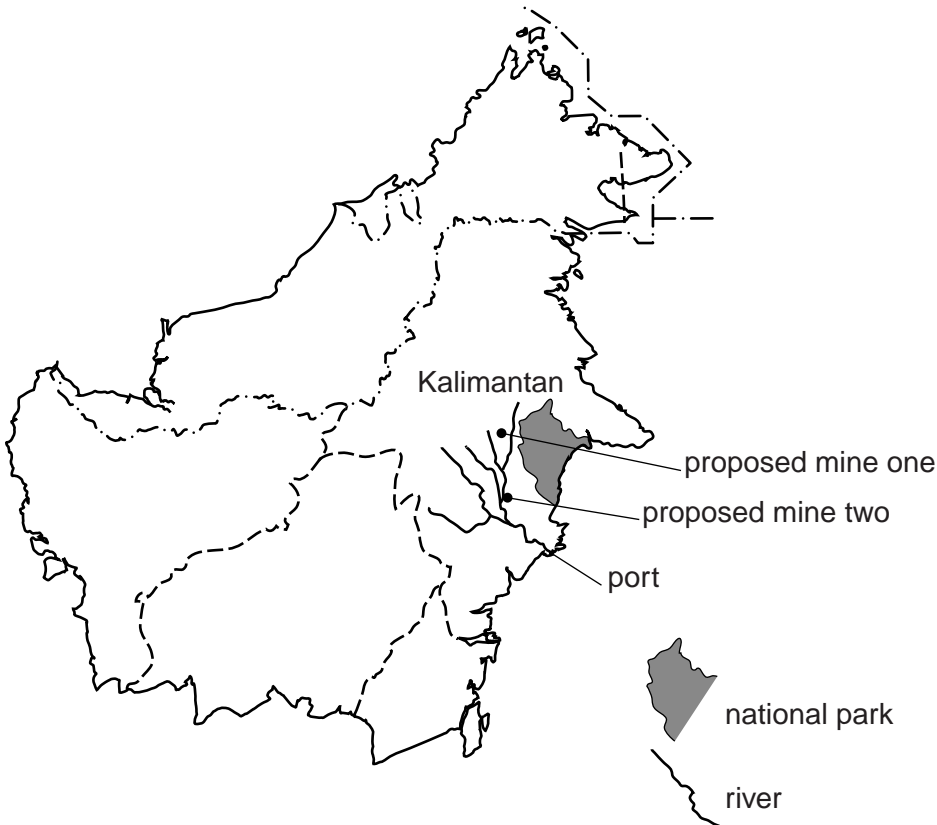 Kalimantan
proposed mine one
proposed mine two
port
national park
river